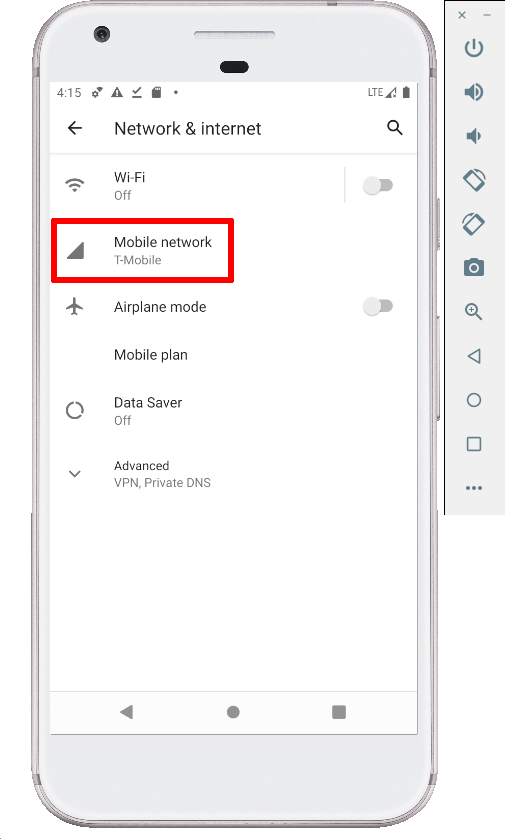 4:15 LTE
Network & internet
Wi-Fi
Off
Mobile network
T-Mobile
Airplane mode
Mobile plan
Data Saver
Off
Advanced
VPN, Private DNS